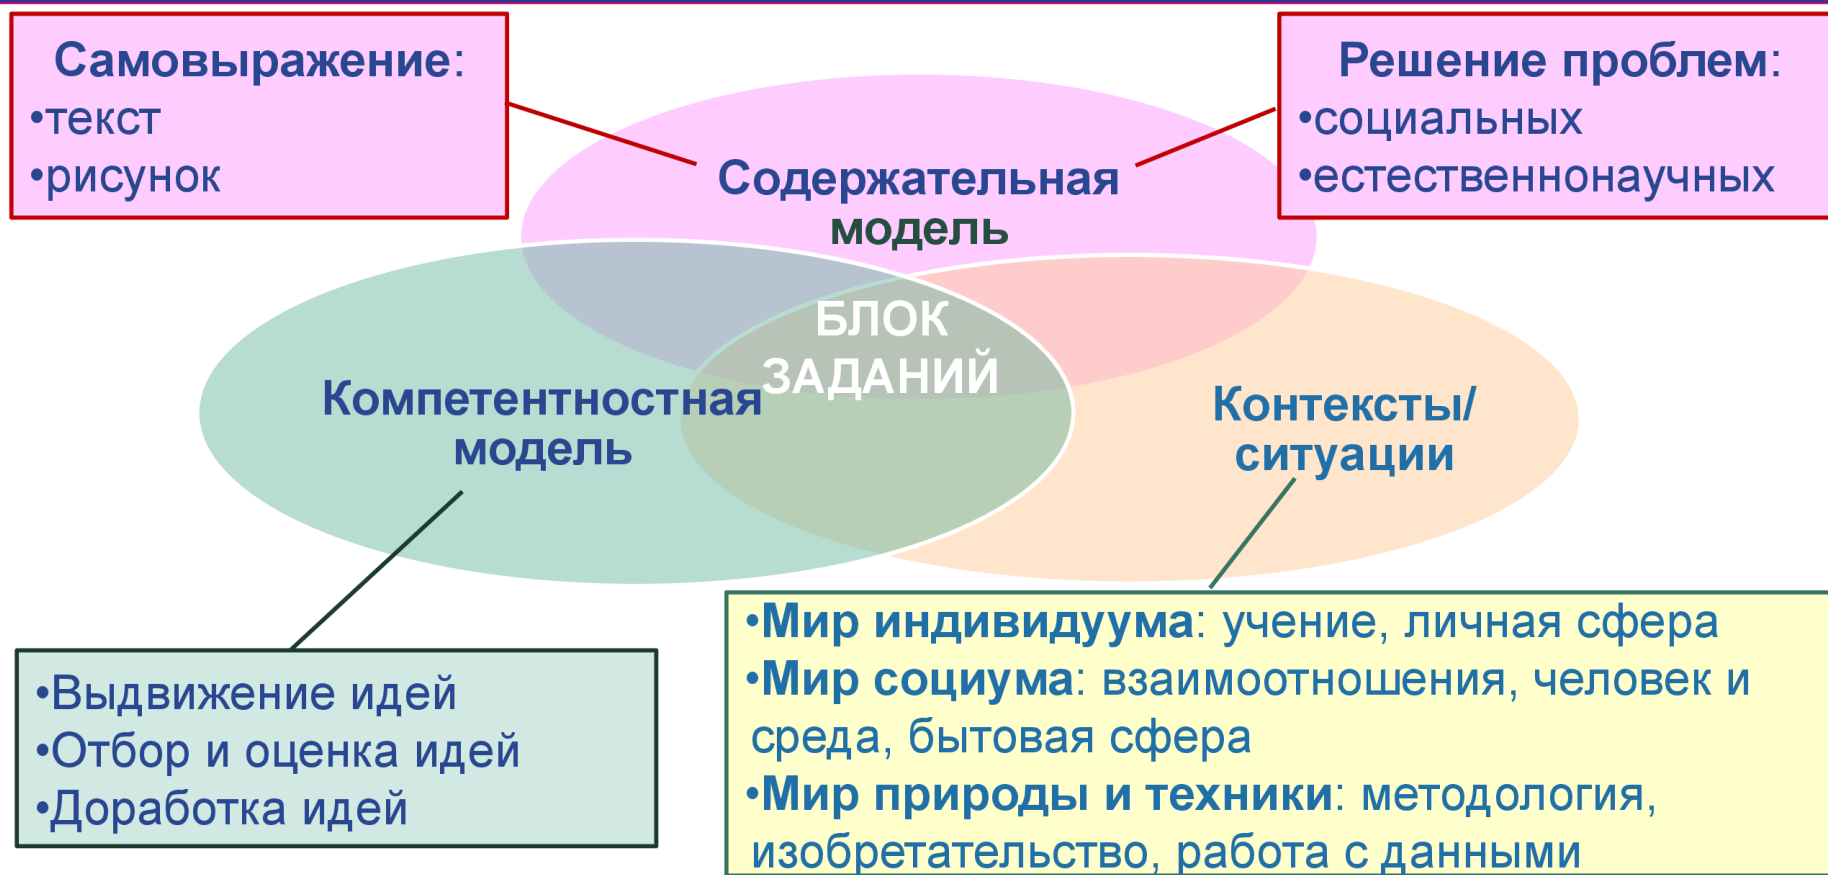 Самовыражение:
•текст
•рисунок
Решение проблем:
•социальных
•естественнонаучных
Содержательная
модель
БЛОК
ЗАДАНИЙ
Компетентностная
модель
Контексты/
ситуации
•Выдвижение идей
•Отбор и оценка идей
•Доработка идей
•Мир индивидуума: учение, личная сфера
•Мир социума: взаимоотношения, человек и
среда, бытовая сфера
•Мир природы и техники: методология,
изобретательство, работа с данными